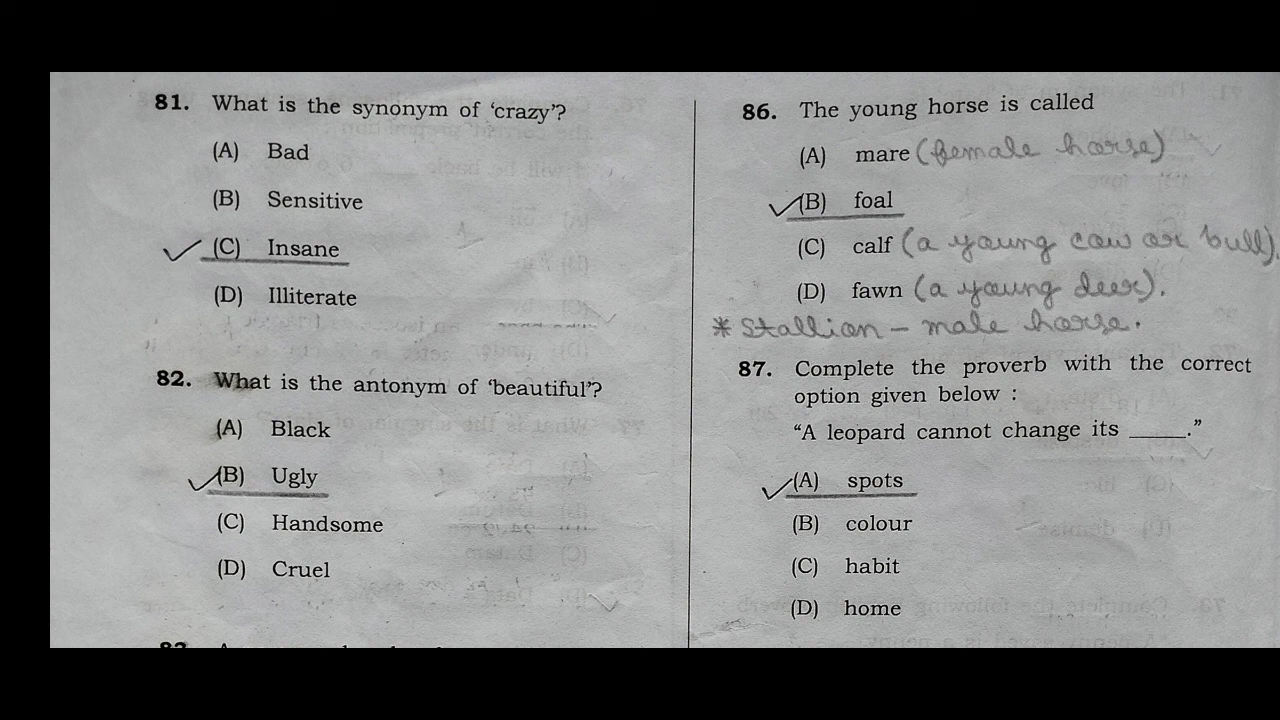 81. What is the synonym of ‘crazy’?
(A) Bad
(B) Sensitive
(C) Insane
(D) Illiterate
82. What is the antonym of ‘beautiful’?
(A) Black
(B) Ugly
(C) Handsome
(D) Cruel
86. The young horse is called
(A) mare (female horse)
(B) foal
(C) calf (a young cow or bull).
(D) fawn (a young deer).
* Stallion – male horse.
87. Complete the proverb with the correct
option given below :
“A leopard cannot change its _____.”
(A) spots
(B) colour
(C) habit
(D) home